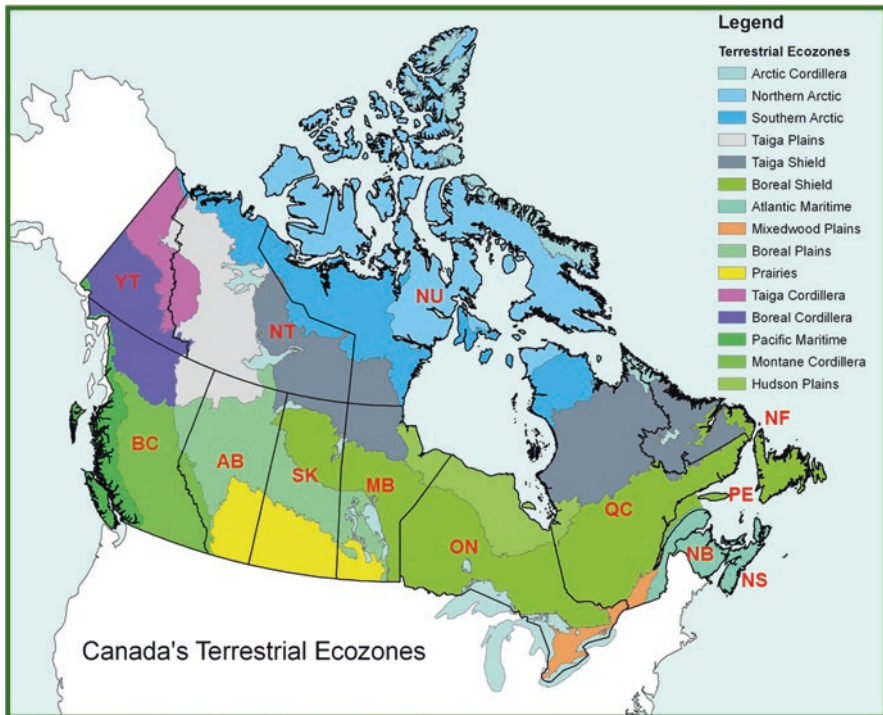 Legend
Terrestrial Ecozones
Arctic Cordillera
Northern Arctic
Southern Arctic
Taiga Plains
Taiga Shield
Boreal Shield
Atlantic Maritime
Mixedwood Plains
Boreal Plains
Prairies
Taiga Cordillera
Boreal Cordillera
Pacific Maritime
Montane Cordillera
Hudson Plains
YT
NT
NU
NF
BC
AB
SK
MB
ON
QC
PE
NB
NS
Canada's Terrestrial Ecozones